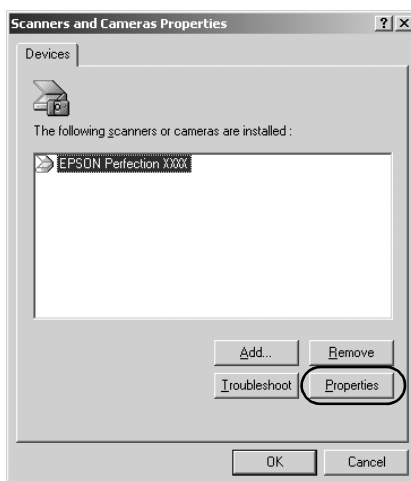 Scanners and Cameras Properties ? ×
Devices
The following scanners or cameras are installed :
EPSON Perfection XXXX
Add... Remove
Troubleshoot Properties
OK Cancel